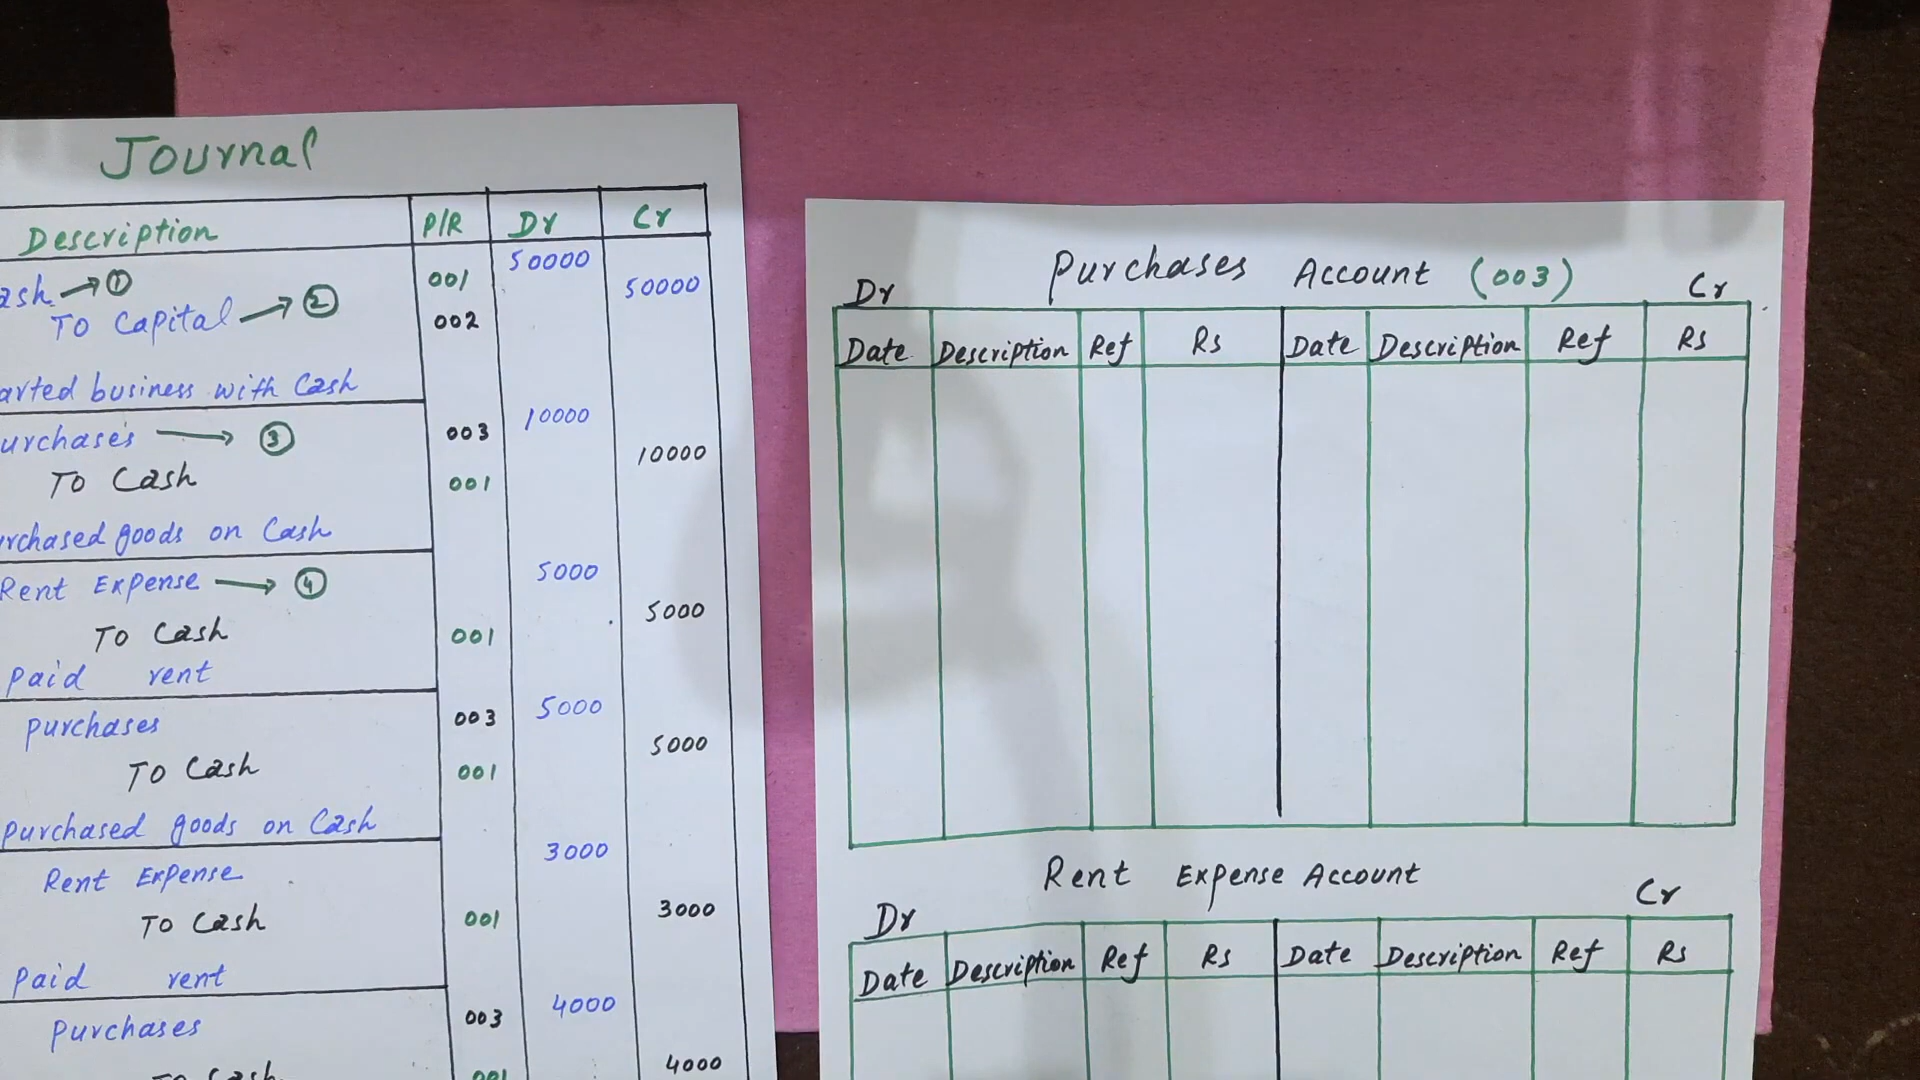 Journal
Description P/R Dr Cr
ash → ① 001 50000
To Capital → ② 002 50000
arted business with Cash
urchases → ③ 003 10000
To Cash 001 10000
rchased goods on Cash
Rent Expense → ④ 5000
To Cash 001 5000
Paid rent
Purchases 003 5000
To Cash 001 5000
Purchased goods on Cash
Rent Expense 3000
To Cash 001 3000
Paid rent
Purchases 003 4000
To Cash 001 4000
Purchases Account (003)
Dr Cr
Date Description Ref Rs Date Description Ref Rs
Rent Expense Account
Dr Cr
Date Description Ref Rs Date Description Ref Rs